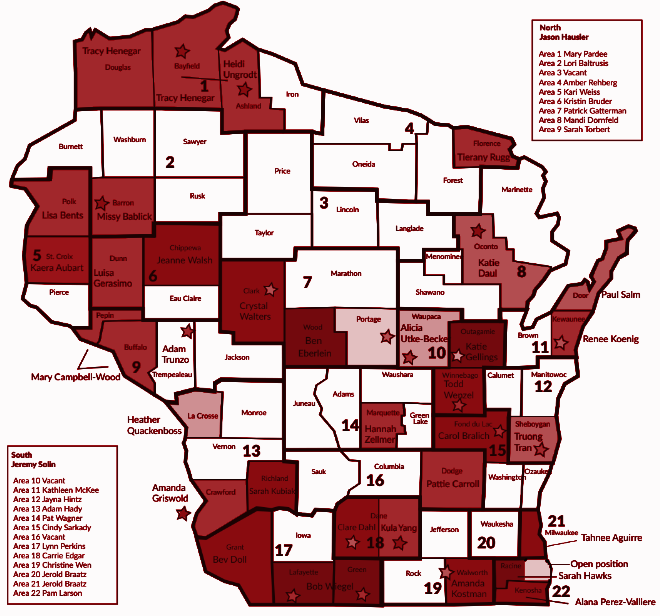 North
Jason Hausler
Area 1 Mary Pardee
Area 2 Lori Baltrusis
Area 3 Vacant
Area 4 Amber Rehberg
Area 5 Kari Weiss
Area 6 Kristin Bruder
Area 7 Patrick Gatterman
Area 8 Mandi Dornfeld
Area 9 Sarah Torbert
Tracy Henegar
Douglas
Bayfield
1
Tracy Henegar
Heidi
Ungrodt
Ashland
Iron
Vilas
4
Florence
Tierany Rugg
Burnett
Washburn
Sawyer
2
Price
Oneida
Forest
Marinette
Polk
Lisa Bents
Barron
Missy Bablick
Rusk
3
Lincoln
Taylor
Langlade
Oconto
Katie
Daul
8
5
St. Croix
Kaera Aubart
Dunn
Luisa
Gerasimo
Chippewa
Jeanne Walsh
6
Menominee
Marathon
7
Clark
Crystal
Walters
Shawano
Door
Paul Salm
Pierce
Eau Claire
Pepin
Buffalo
9
Mary Campbell-Wood
Adam
Trunzo
Trempealeau
Jackson
Wood
Ben
Eberlein
Portage
Waupaca
Alicia
Utke-Becke
10
Outagamie
Katie
Gellings
Brown
11
Kewaunee
Renee Koenig
Manitowoc
12
Calumet
Winnebago
Todd
Wenzel
Waushara
Adams
Juneau
14
Marquette
Hannah
Zellmer
Green
Lake
Fond du Lac
Carol Bralich
15
Sheboygan
Truong
Tran
La Crosse
Monroe
Heather
Quackenboss
Vernon
13
Amanda
Griswold
Crawford
Richland
Sarah Kubiak
Sauk
Columbia
16
Dodge
Pattie Carroll
Washington
Ozaukee
Grant
Bev Doll
Iowa
17
Dane
Clare Dahl
Kula Yang
18
Jefferson
Waukesha
20
21
Milwaukee
Tahnee Aguirre
Lafayette
Green
Bob Wiegel
Rock
19
Walworth
Amanda
Kostman
Racine
Kenosha
Open position
Sarah Hawks
22
Alana Perez-Valliere
South
Jeremy Solin
Area 10 Vacant
Area 11 Kathleen McKee
Area 12 Jayna Hintz
Area 13 Adam Hady
Area 14 Pat Wagner
Area 15 Cindy Sarkady
Area 16 Vacant
Area 17 Lynn Perkins
Area 18 Carrie Edgar
Area 19 Christine Wen
Area 20 Jerold Braatz
Area 21 Jerold Braatz
Area 22 Pam Larson